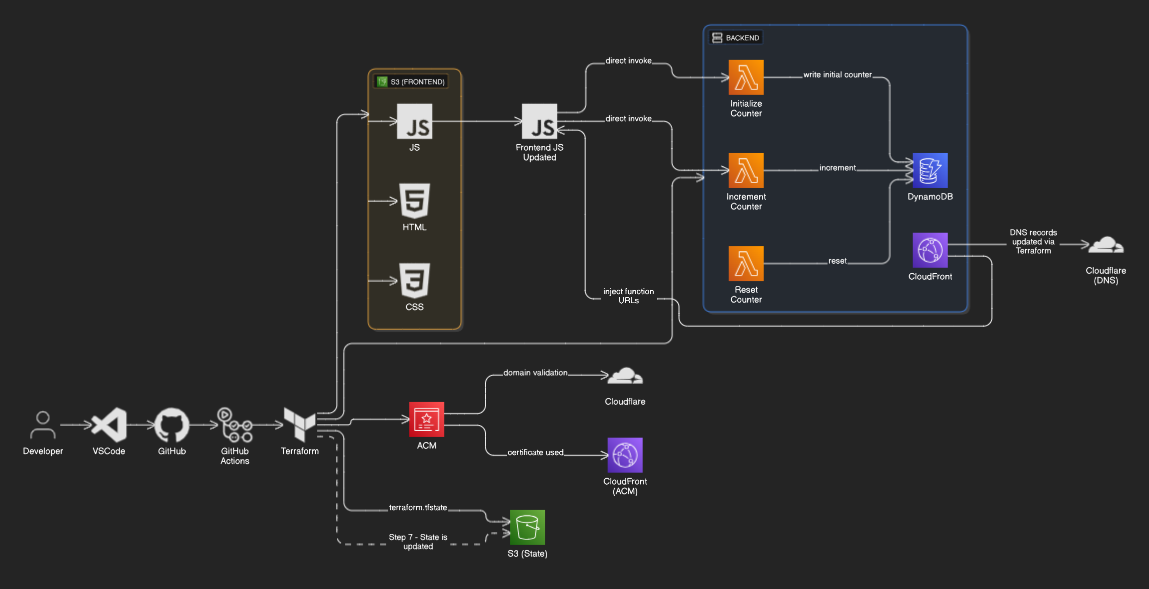 BACKEND
direct invoke
write initial counter
Initialize
Counter
S3 (FRONTEND)
JS
JS
JS
Frontend JS
Updated
direct invoke
increment
Increment
Counter
DynamoDB
5
HTML
DNS records
updated via
Terraform
Cloudflare
(DNS)
CloudFront
reset
Reset
Counter
3
CSS
inject function
URLs
domain validation
Cloudflare
Developer
VSCode
GitHub
GitHub
Actions
Terraform
ACM
certificate used
CloudFront
(ACM)
terraform.tfstate
Step 7 - State is
updated
S3 (State)